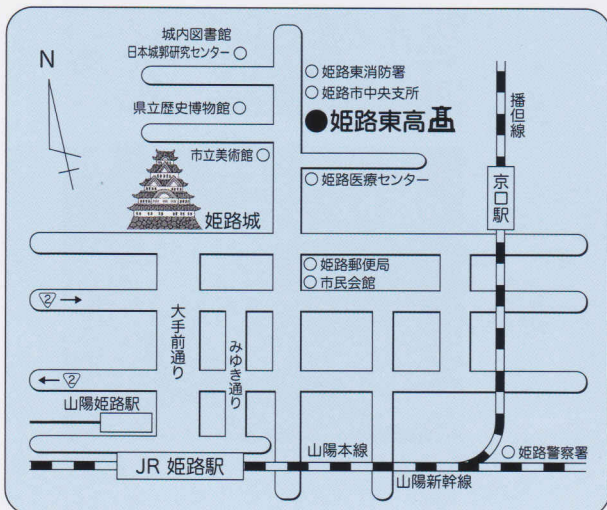 城内図書館
日本城郭研究センター
N
姫路東消防署
姫路市中央支所
播但線
県立歴史博物館
姫路東高
市立美術館
姫路医療センター
京口駅
姫路城
姫路郵便局
市民会館
2
大手前通り
みゆき通り
2
山陽姫路駅
山陽本線
姫路警察署
JR 姫路駅
山陽新幹線